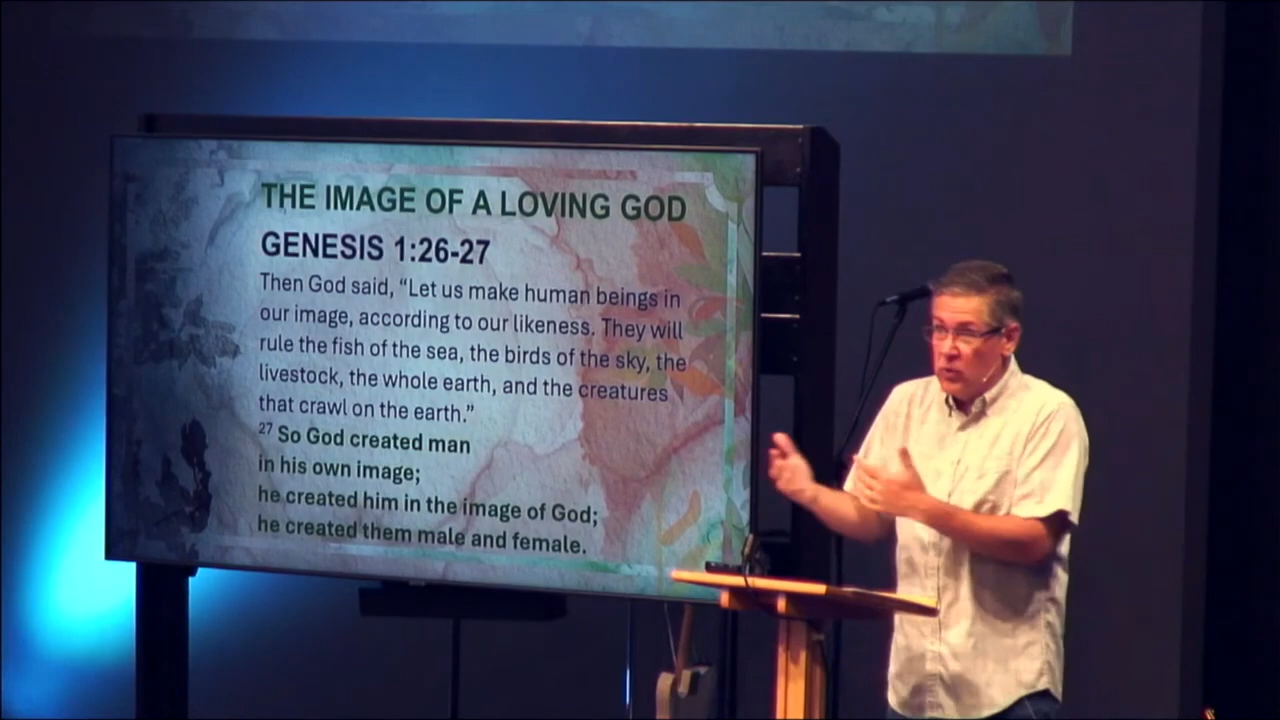 THE IMAGE OF A LOVING GOD
GENESIS 1:26-27
Then God said, “Let us make human beings in
our image, according to our likeness. They will
rule the fish of the sea, the birds of the sky, the
livestock, the whole earth, and the creatures
that crawl on the earth.”
27 So God created man
in his own image;
he created him in the image of God;
he created them male and female.